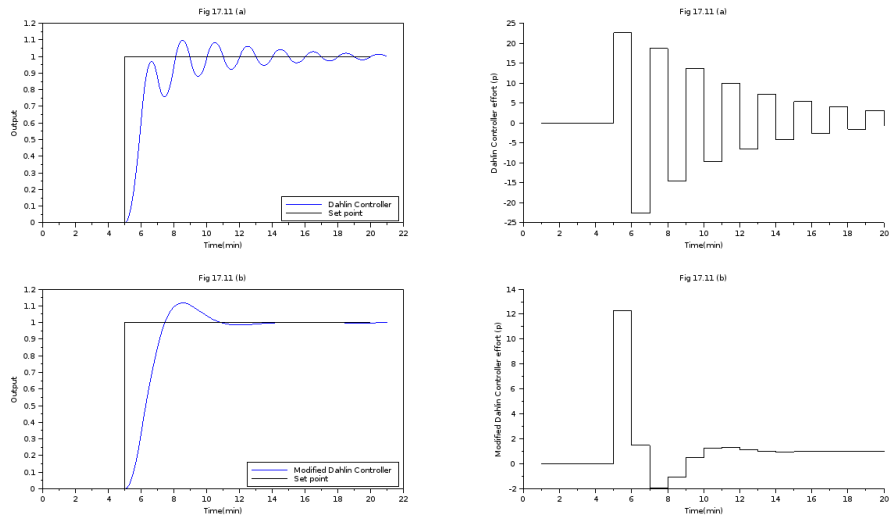 Fig 17.11 (a)
1.2
1.1
1
0.9
0.8
0.7
0.6
0.5
0.4
0.3
0.2
0.1
0
Output
0 2 4 6 8 10 12 14 16 18 20 22
Time(min)
Dahlin Controller
Set point
Fig 17.11 (a)
25
20
15
10
5
0
-5
-10
-15
-20
-25
Dahlin Controller effort (p)
0 2 4 6 8 10 12 14 16 18 20
Time(min)
Fig 17.11 (b)
1.2
1.1
1
0.9
0.8
0.7
0.6
0.5
0.4
0.3
0.2
0.1
0
Output
0 2 4 6 8 10 12 14 16 18 20 22
Time(min)
Modified Dahlin Controller
Set point
Fig 17.11 (b)
14
12
10
8
6
4
2
0
-2
Modified Dahlin Controller effort (p)
0 2 4 6 8 10 12 14 16 18 20
Time(min)